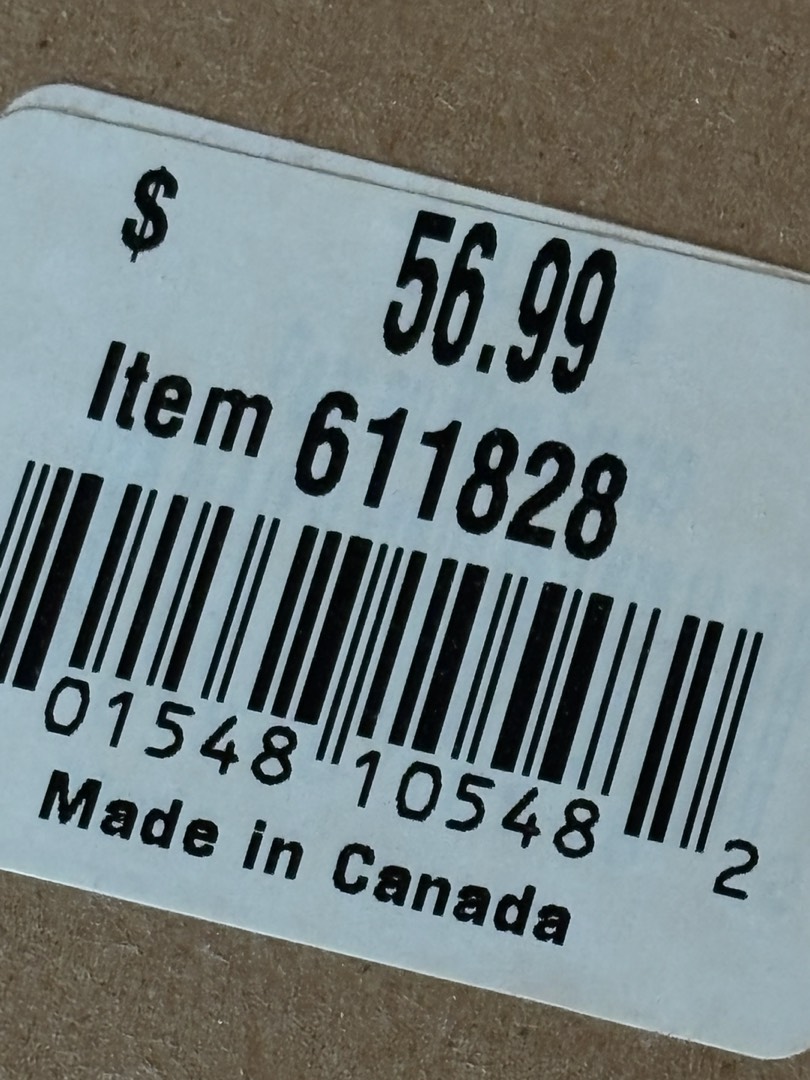 $ 56.99
Item 611828
01548 10548 2
Made in Canada